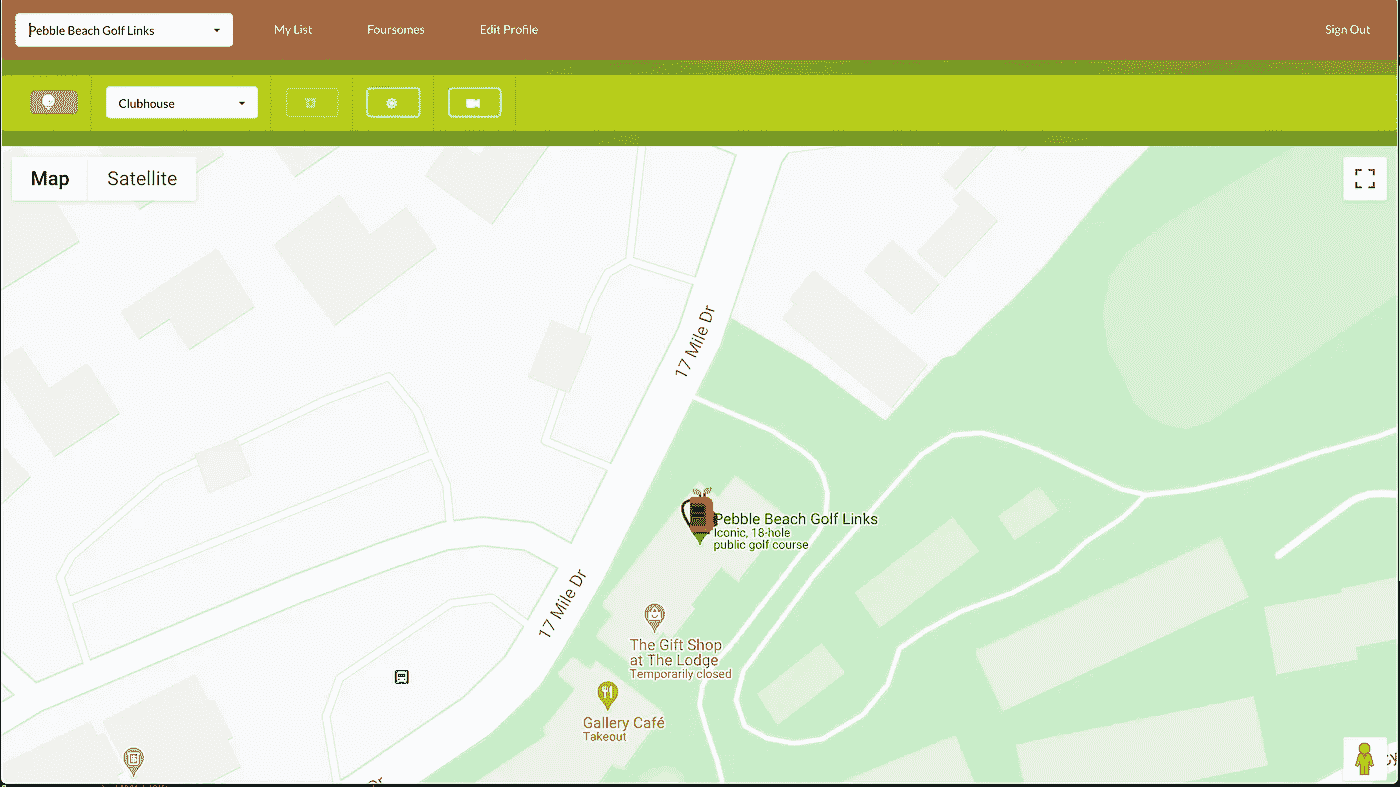 Pebble Beach Golf Links
My List
Foursomes
Edit Profile
Sign Out
Clubhouse
Map
Satellite
17 Mile Dr
Pebble Beach Golf Links
Iconic, 18-hole
public golf course
17 Mile Dr
The Gift Shop
at The Lodge
Temporarily closed
Gallery Café
Takeout
Dr